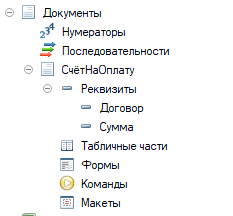 Документы
Нумераторы
Последовательности
СчётНаОплату
Реквизиты
Договор
Сумма
Табличные части
Формы
Команды
Макеты